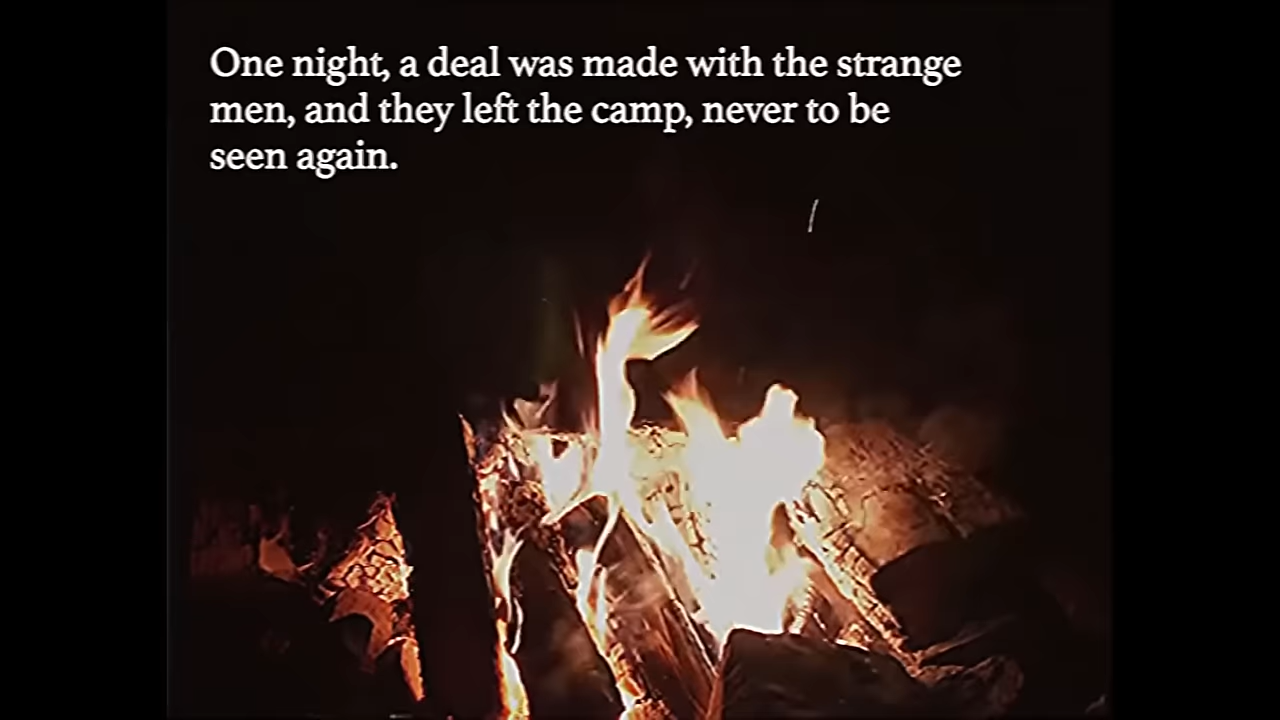 One night, a deal was made with the strange
men, and they left the camp, never to be
seen again.